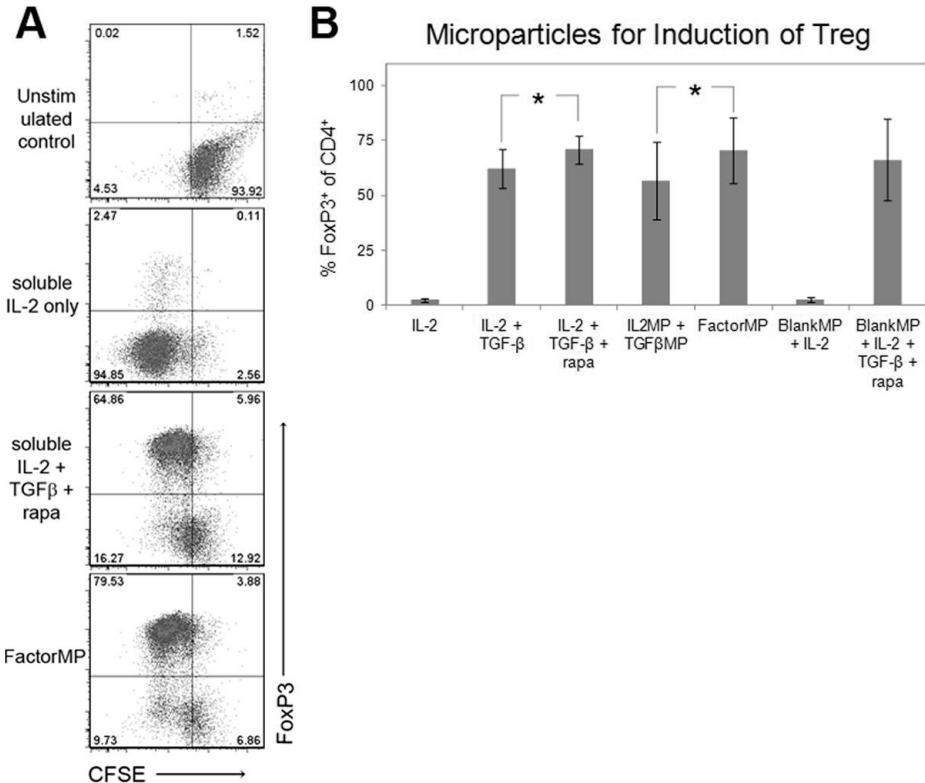 A
0.02 1.52
Unstim
ulated
control
4.53 93.92
2.47 0.11
soluble
IL-2 only
94.85 2.56
64.86 5.96
soluble
IL-2 +
TGFβ +
rapa
16.27 12.92
79.53 3.88
FactorMP
9.73 6.86
CFSE
FoxP3
B
Microparticles for Induction of Treg
% FoxP3⁺ of CD4⁺
100
75
50
25
0
* *
IL-2
IL-2 +
TGF-β
IL-2 +
TGF-β +
rapa
IL2MP +
TGFβMP
FactorMP
BlankMP
+ IL-2
BlankMP
+ IL-2 +
TGF-β +
rapa